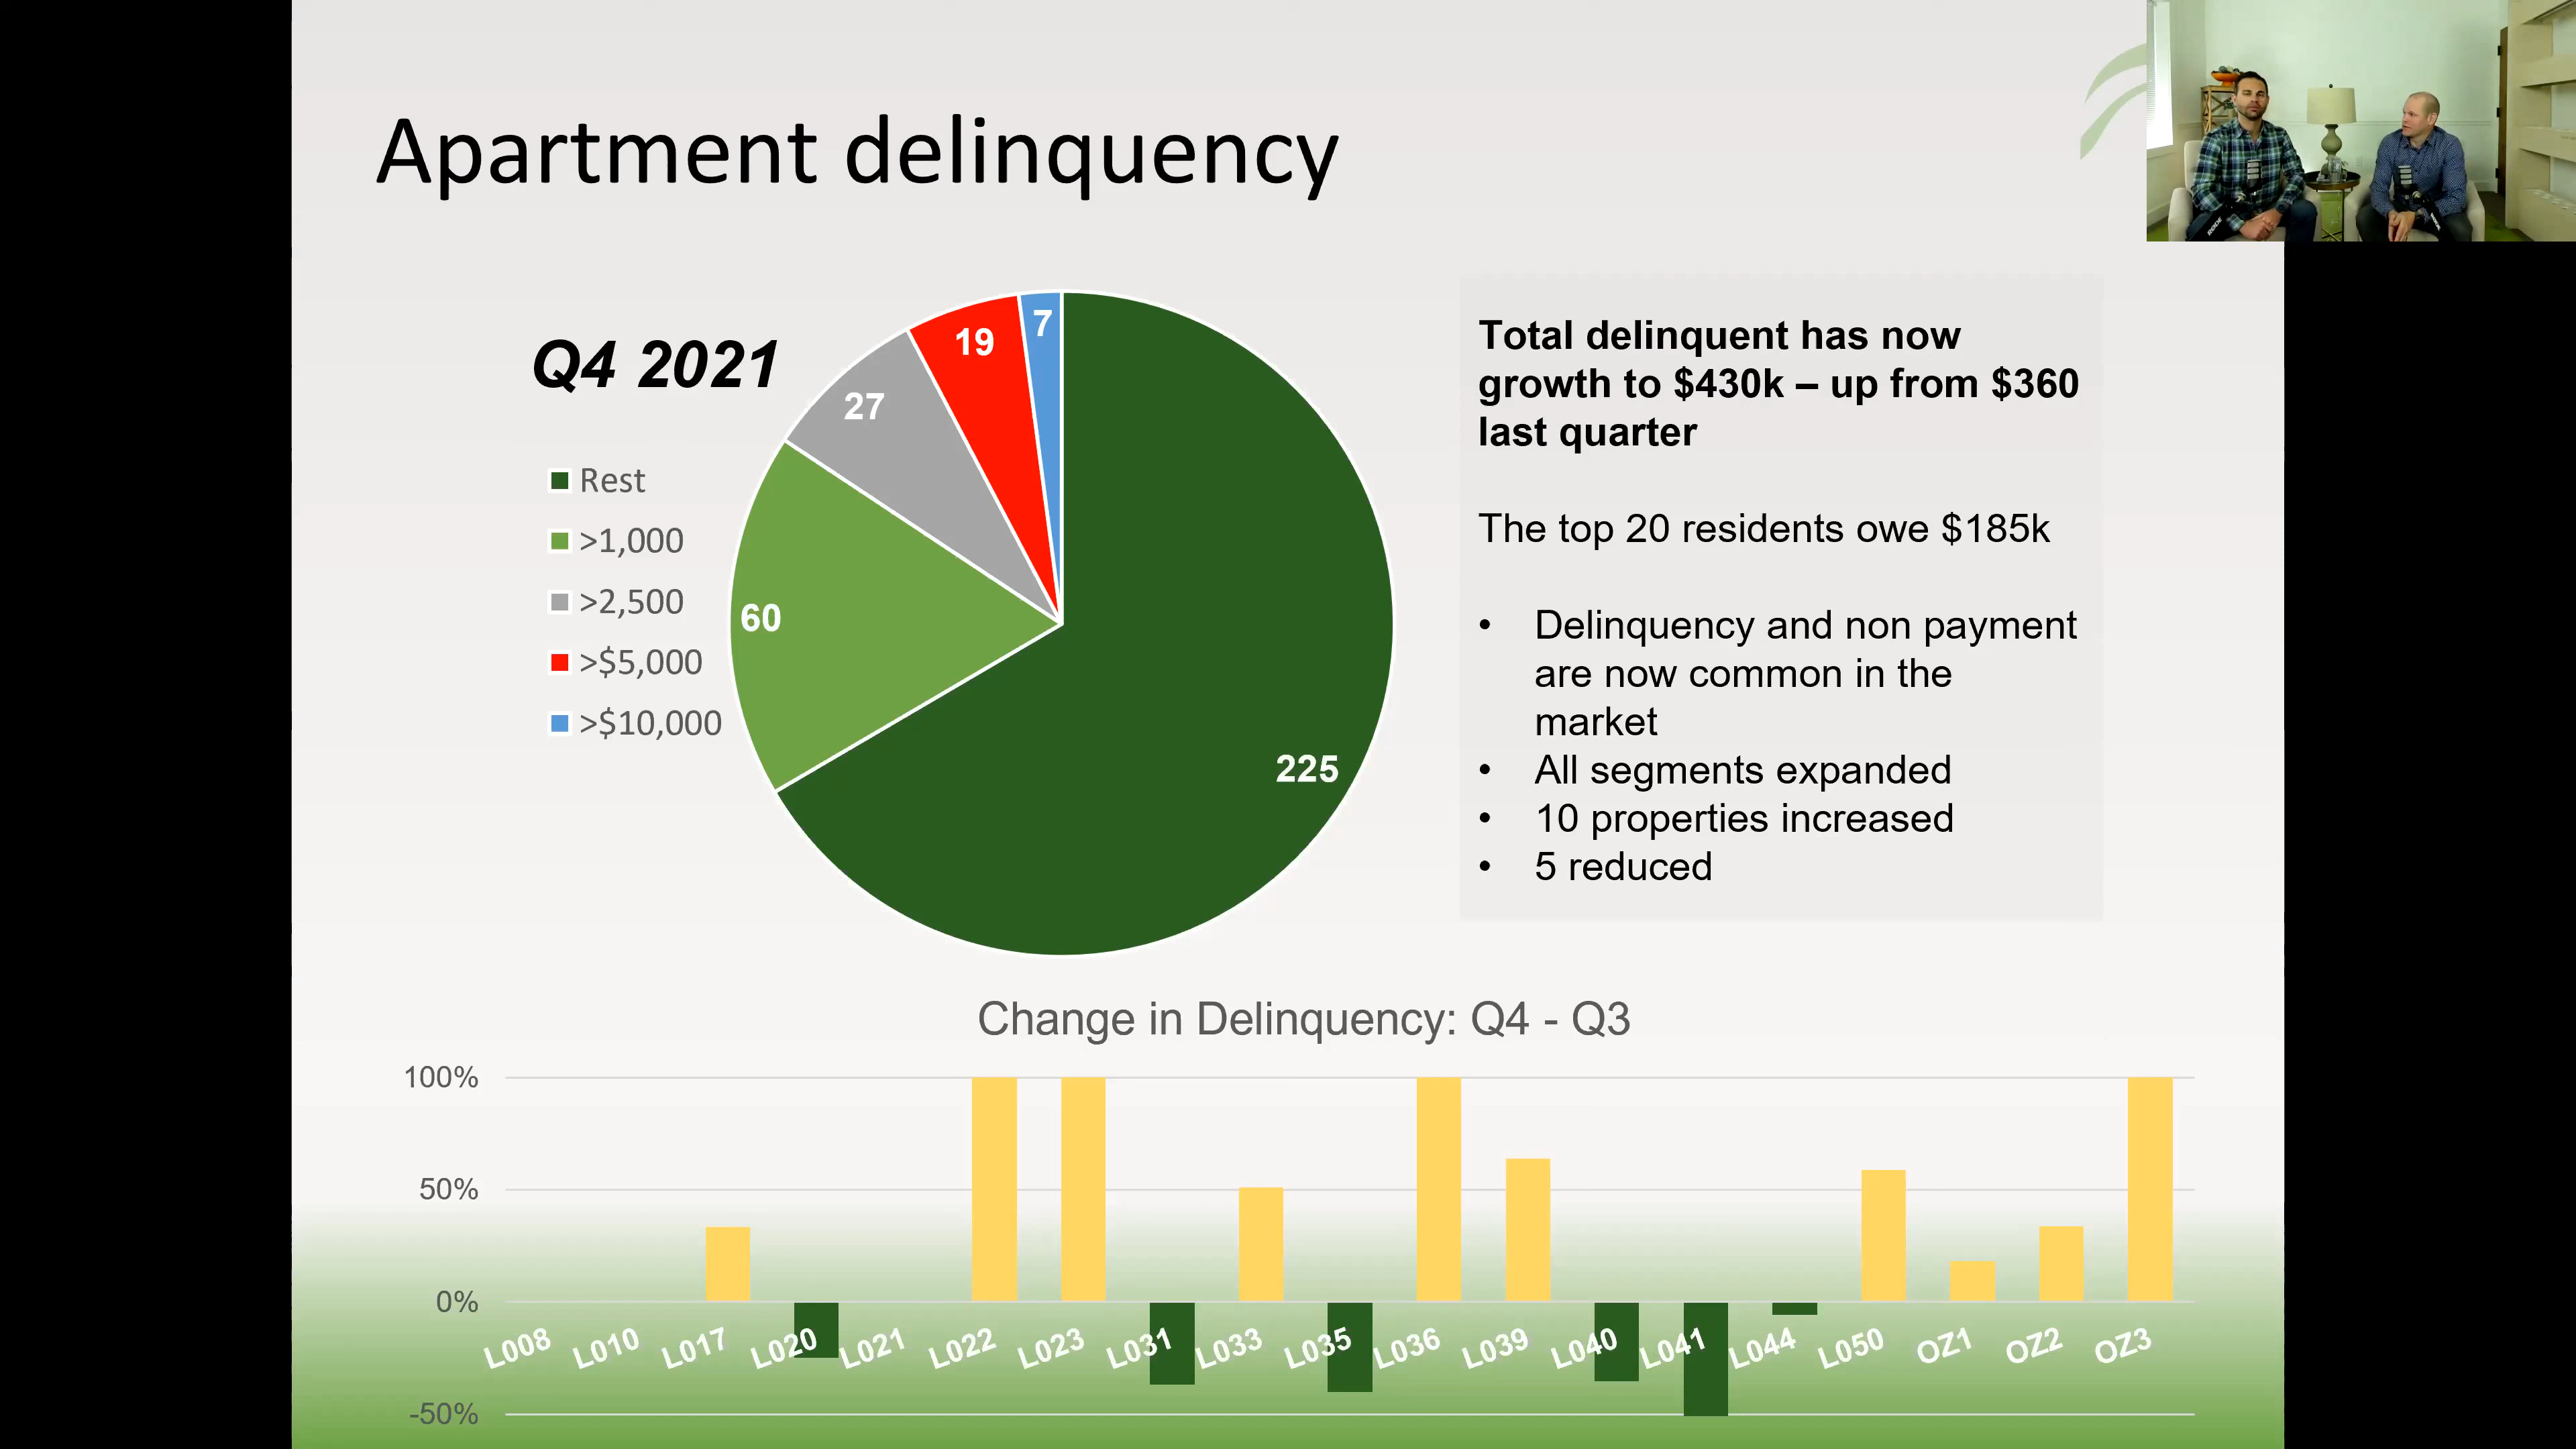 Apartment delinquency
Q4 2021
Rest
>1,000
>2,500
>$5,000
>$10,000
7
19
27
60
225
Total delinquent has now
growth to $430k – up from $360
last quarter
The top 20 residents owe $185k
• Delinquency and non payment
are now common in the
market
• All segments expanded
• 10 properties increased
• 5 reduced
Change in Delinquency: Q4 - Q3
100%
50%
0%
-50%
L008 L010 L017 L020 L021 L022 L023 L031 L033 L035 L036 L039 L040 L041 L044 L050 OZ1 OZ2 OZ3